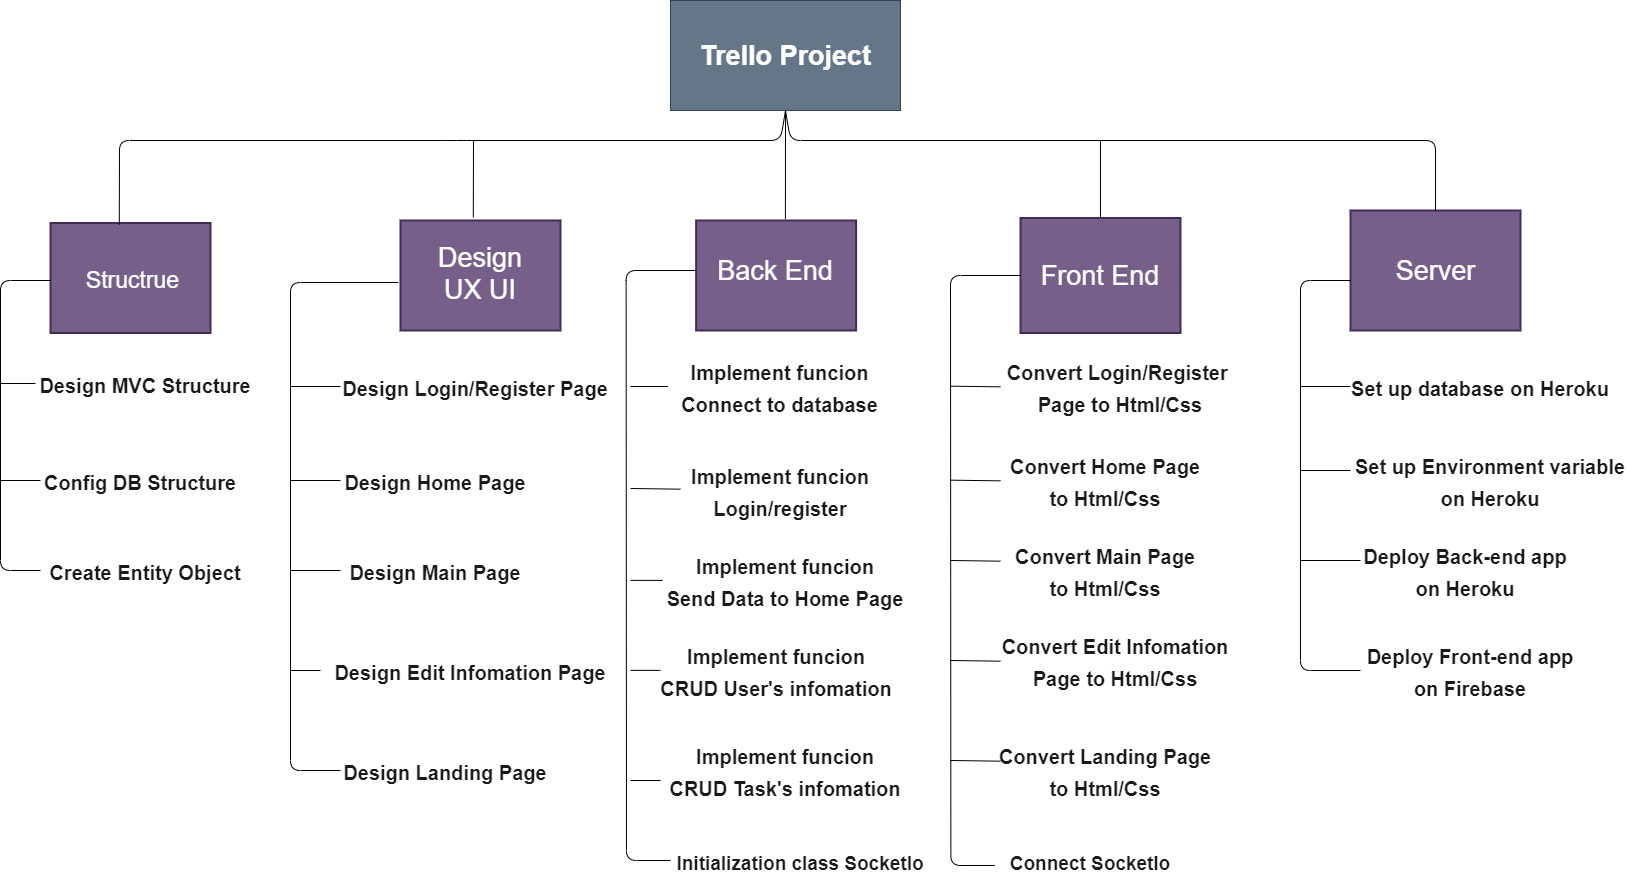 Trello Project
Structrue
Design MVC Structure
Config DB Structure
Create Entity Object
Design
UX UI
Design Login/Register Page
Design Home Page
Design Main Page
Design Edit Infomation Page
Design Landing Page
Back End
Implement funcion
Connect to database
Implement funcion
Login/register
Implement funcion
Send Data to Home Page
Implement funcion
CRUD User's infomation
Implement funcion
CRUD Task's infomation
Initialization class SocketIo
Front End
Convert Login/Register
Page to Html/Css
Convert Home Page
to Html/Css
Convert Main Page
to Html/Css
Convert Edit Infomation
Page to Html/Css
Convert Landing Page
to Html/Css
Connect SocketIo
Server
Set up database on Heroku
Set up Environment variable
on Heroku
Deploy Back-end app
on Heroku
Deploy Front-end app
on Firebase